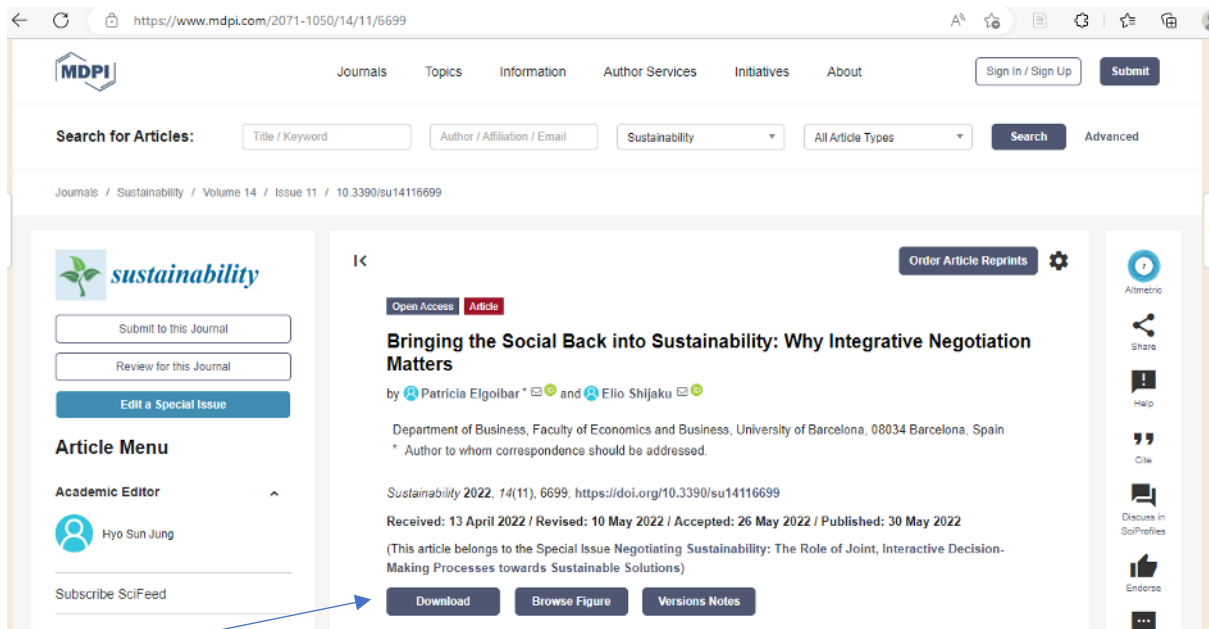 https://www.mdpi.com/2071-1050/14/11/6699
MDPI
Journals Topics Information Author Services Initiatives About Sign In / Sign Up Submit
Search for Articles: Title / Keyword Author / Affiliation / Email Sustainability All Article Types Search Advanced
Journals / Sustainability / Volume 14 / Issue 11 / 10.3390/su14116699
sustainability
Submit to this Journal
Review for this Journal
Edit a Special Issue
Article Menu
Academic Editor
Hyo Sun Jung
Subscribe SciFeed
Order Article Reprints
Open Access Article
Bringing the Social Back into Sustainability: Why Integrative Negotiation
Matters
by Patricia Elgoibar * and Elio Shijaku
Department of Business, Faculty of Economics and Business, University of Barcelona, 08034 Barcelona, Spain
* Author to whom correspondence should be addressed.
Sustainability 2022, 14(11), 6699; https://doi.org/10.3390/su14116699
Received: 13 April 2022 / Revised: 10 May 2022 / Accepted: 26 May 2022 / Published: 30 May 2022
(This article belongs to the Special Issue Negotiating Sustainability: The Role of Joint, Interactive Decision-
Making Processes towards Sustainable Solutions)
Download Browse Figure Versions Notes
Altmetric
Share
Help
Cite
Discuss in
SciProfiles
Endorse